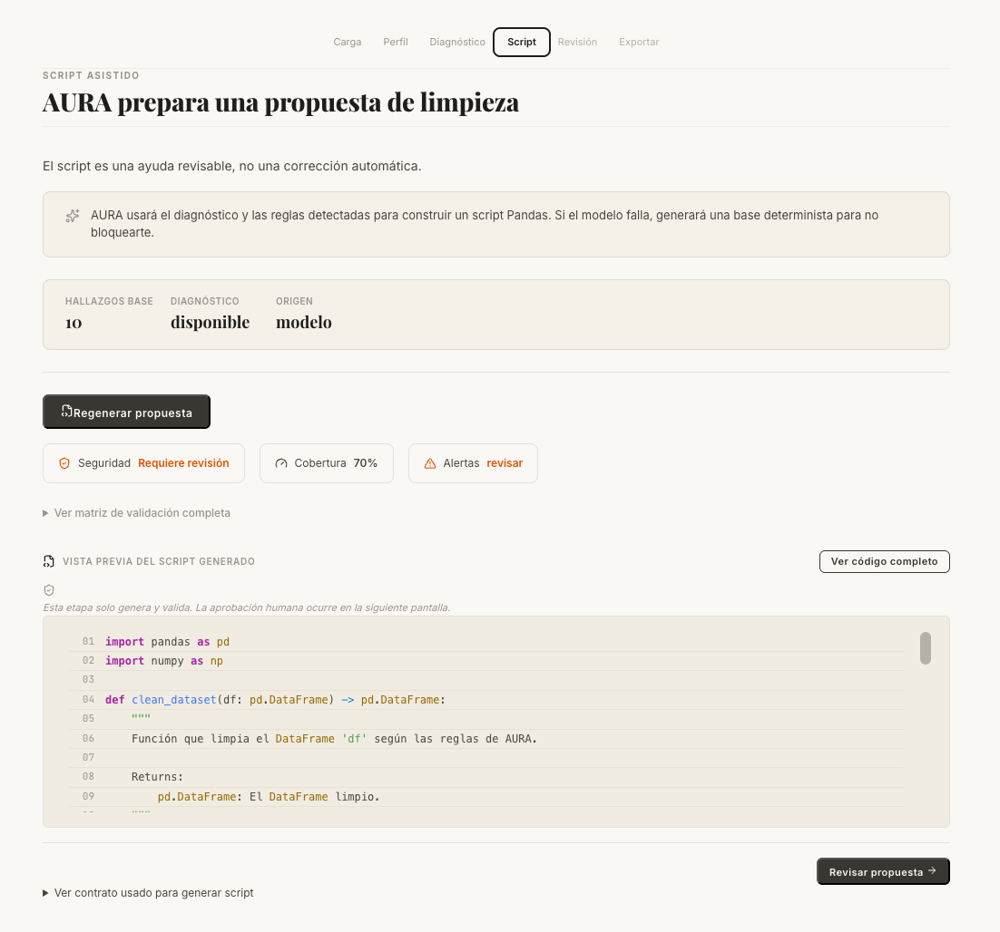 Carga Perfil Diagnóstico Script Revisión Exportar
SCRIPT ASISTIDO
AURA prepara una propuesta de limpieza
El script es una ayuda revisable, no una corrección automática.
AURA usará el diagnóstico y las reglas detectadas para construir un script Pandas. Si el modelo falla, generará una base determinista para no
bloquearte.
HALLAZGOS BASE DIAGNÓSTICO ORIGEN
10 disponible modelo
Regenerar propuesta
Seguridad Requiere revisión Cobertura 70% Alertas revisar
Ver matriz de validación completa
VISTA PREVIA DEL SCRIPT GENERADO Ver código completo
Esta etapa solo genera y valida. La aprobación humana ocurre en la siguiente pantalla.
01 import pandas as pd
02 import numpy as np
03
04 def clean_dataset(df: pd.DataFrame) -> pd.DataFrame:
05     """
06     Función que limpia el DataFrame 'df' según las reglas de AURA.
07
08     Returns:
09         pd.DataFrame: El DataFrame limpio.
Revisar propuesta →
Ver contrato usado para generar script